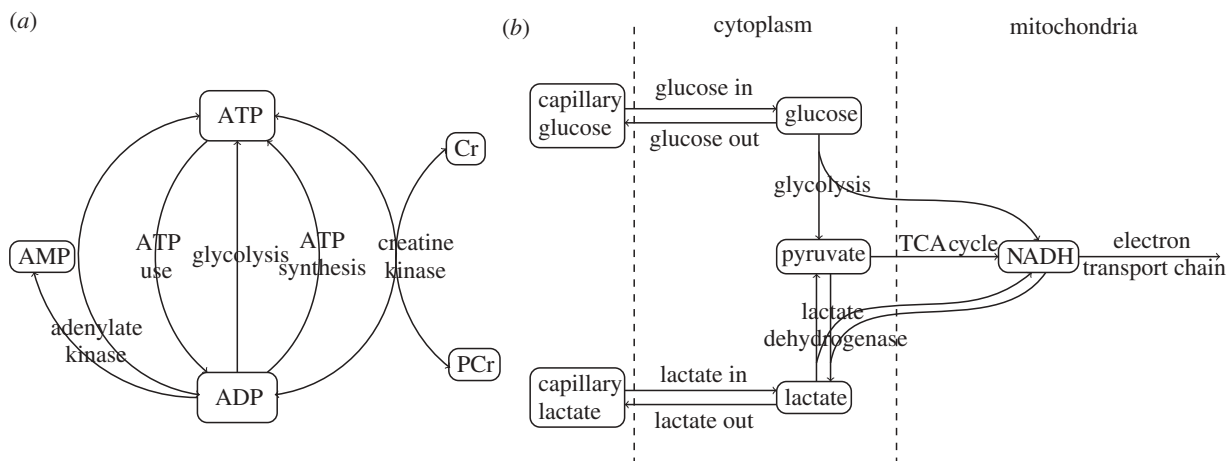 (a)
ATP
Cr
AMP
ATP
use
glycolysis
ATP
synthesis
creatine
kinase
adenylate
kinase
PCr
ADP
(b)
cytoplasm
mitochondria
capillary
glucose
glucose in
glucose out
glucose
glycolysis
pyruvate
TCA cycle
NADH
electron
transport chain
lactate
dehydrogenase
capillary
lactate
lactate in
lactate out
lactate